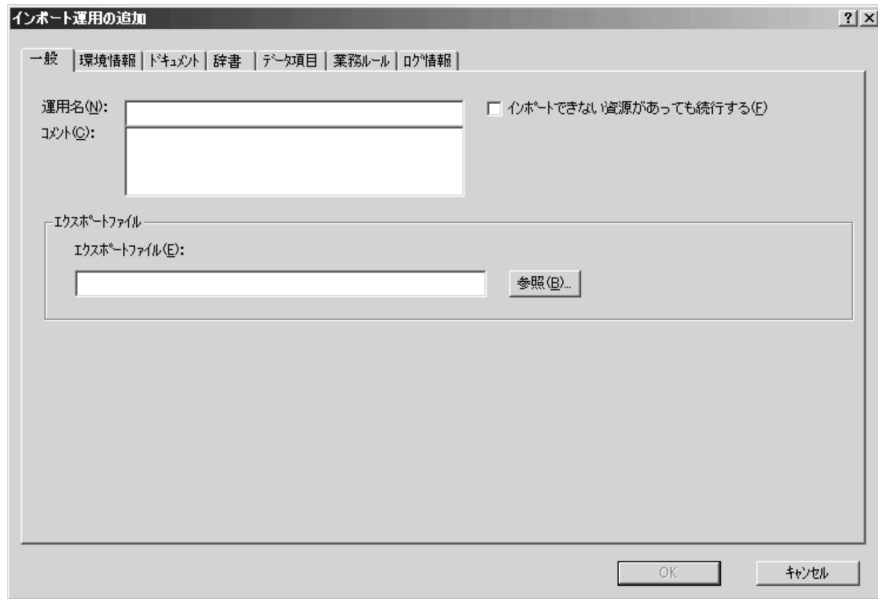 インポート運用の追加
一般 環境情報 ﾄﾞｷｭﾒﾝﾄ 辞書 ﾃﾞｰﾀ項目 業務ﾙｰﾙ ﾛｸﾞ情報
運用名(N):
ｲﾝﾎﾟｰﾄできない資源があっても続行する(F)
ｺﾒﾝﾄ(C):
ｴｸｽﾎﾟｰﾄﾌｧｲﾙ
ｴｸｽﾎﾟｰﾄﾌｧｲﾙ(E):
参照(B)...
OK ｷｬﾝｾﾙ